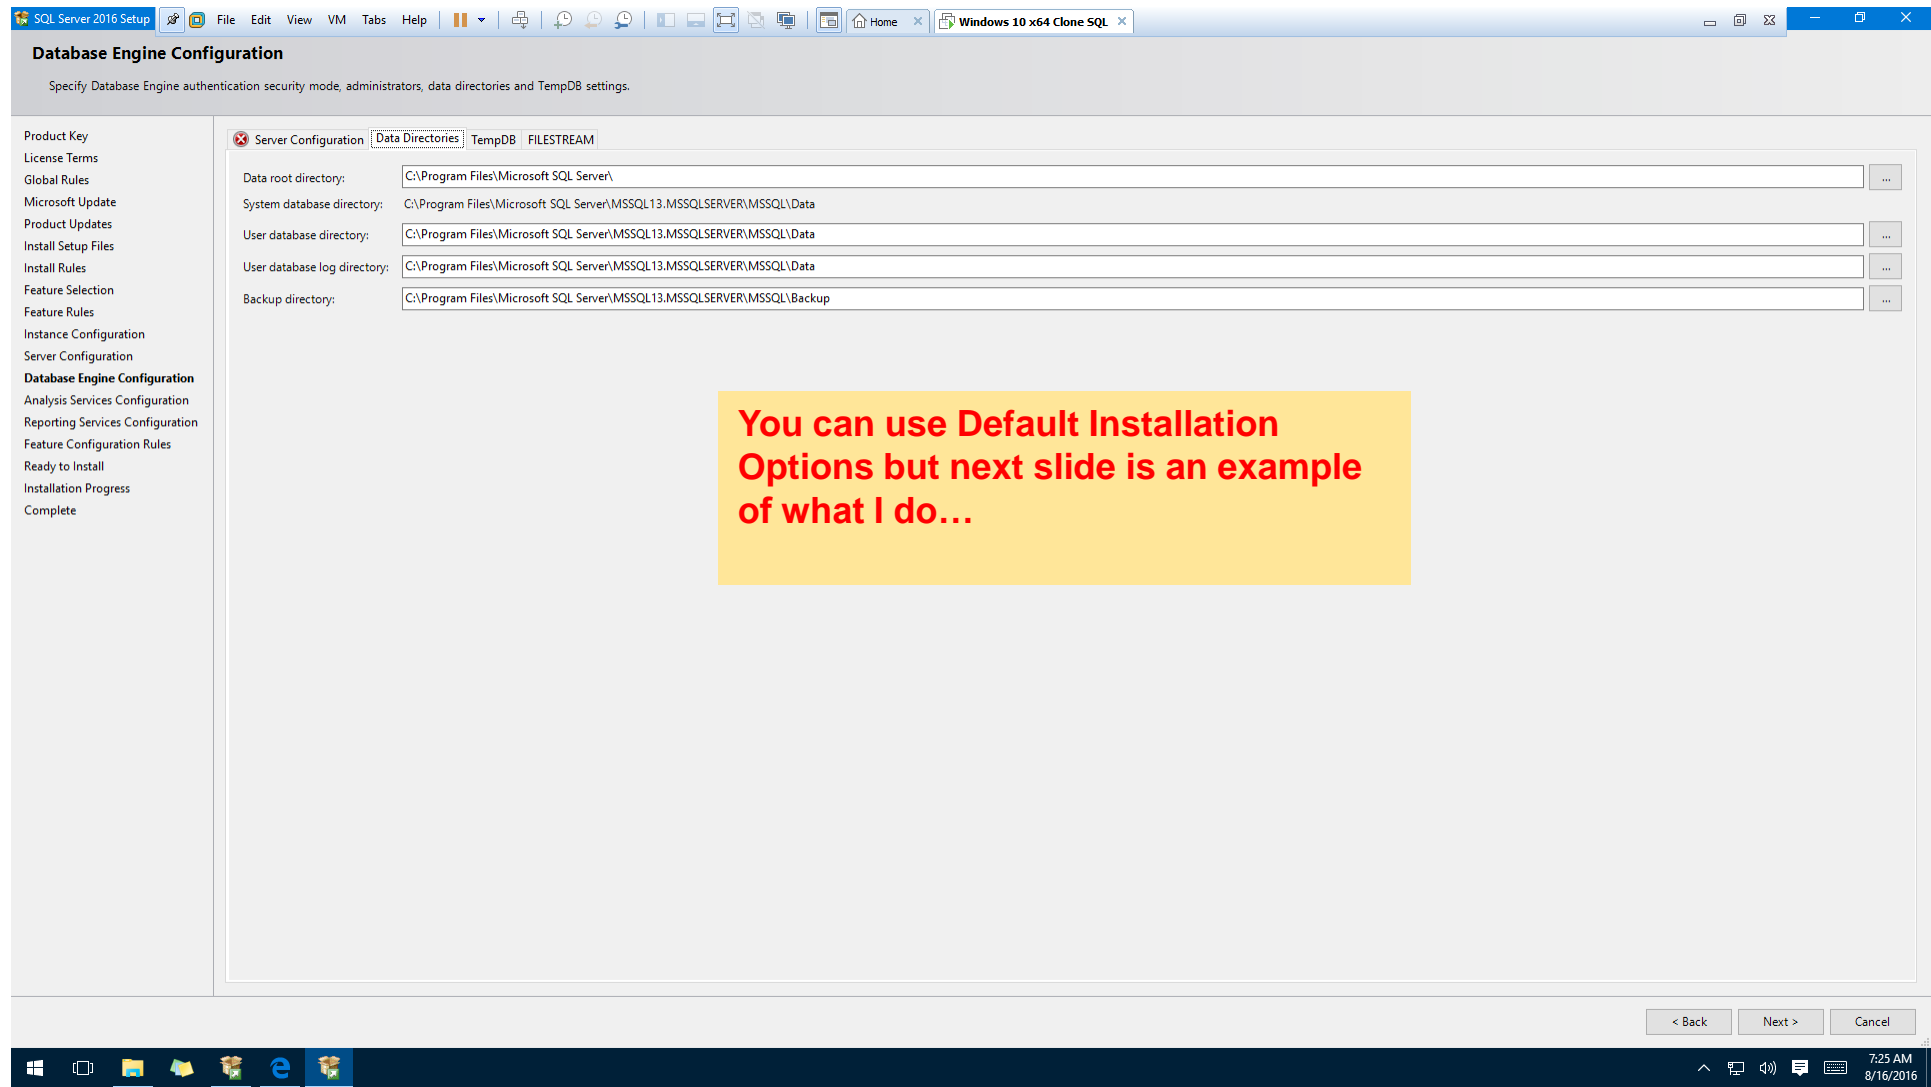 SQL Server 2016 Setup
File Edit View VM Tabs Help
Home
Windows 10 x64 Clone SQL
Database Engine Configuration
Specify Database Engine authentication security mode, administrators, data directories and TempDB settings.
Product Key
License Terms
Global Rules
Microsoft Update
Product Updates
Install Setup Files
Install Rules
Feature Selection
Feature Rules
Instance Configuration
Server Configuration
Database Engine Configuration
Analysis Services Configuration
Reporting Services Configuration
Feature Configuration Rules
Ready to Install
Installation Progress
Complete
Server Configuration Data Directories TempDB FILESTREAM
Data root directory: C:\Program Files\Microsoft SQL Server\ ...
System database directory: C:\Program Files\Microsoft SQL Server\MSSQL13.MSSQLSERVER\MSSQL\Data
User database directory: C:\Program Files\Microsoft SQL Server\MSSQL13.MSSQLSERVER\MSSQL\Data ...
User database log directory: C:\Program Files\Microsoft SQL Server\MSSQL13.MSSQLSERVER\MSSQL\Data ...
Backup directory: C:\Program Files\Microsoft SQL Server\MSSQL13.MSSQLSERVER\MSSQL\Backup ...
You can use Default Installation
Options but next slide is an example
of what I do…
< Back Next > Cancel
7:25 AM
8/16/2016